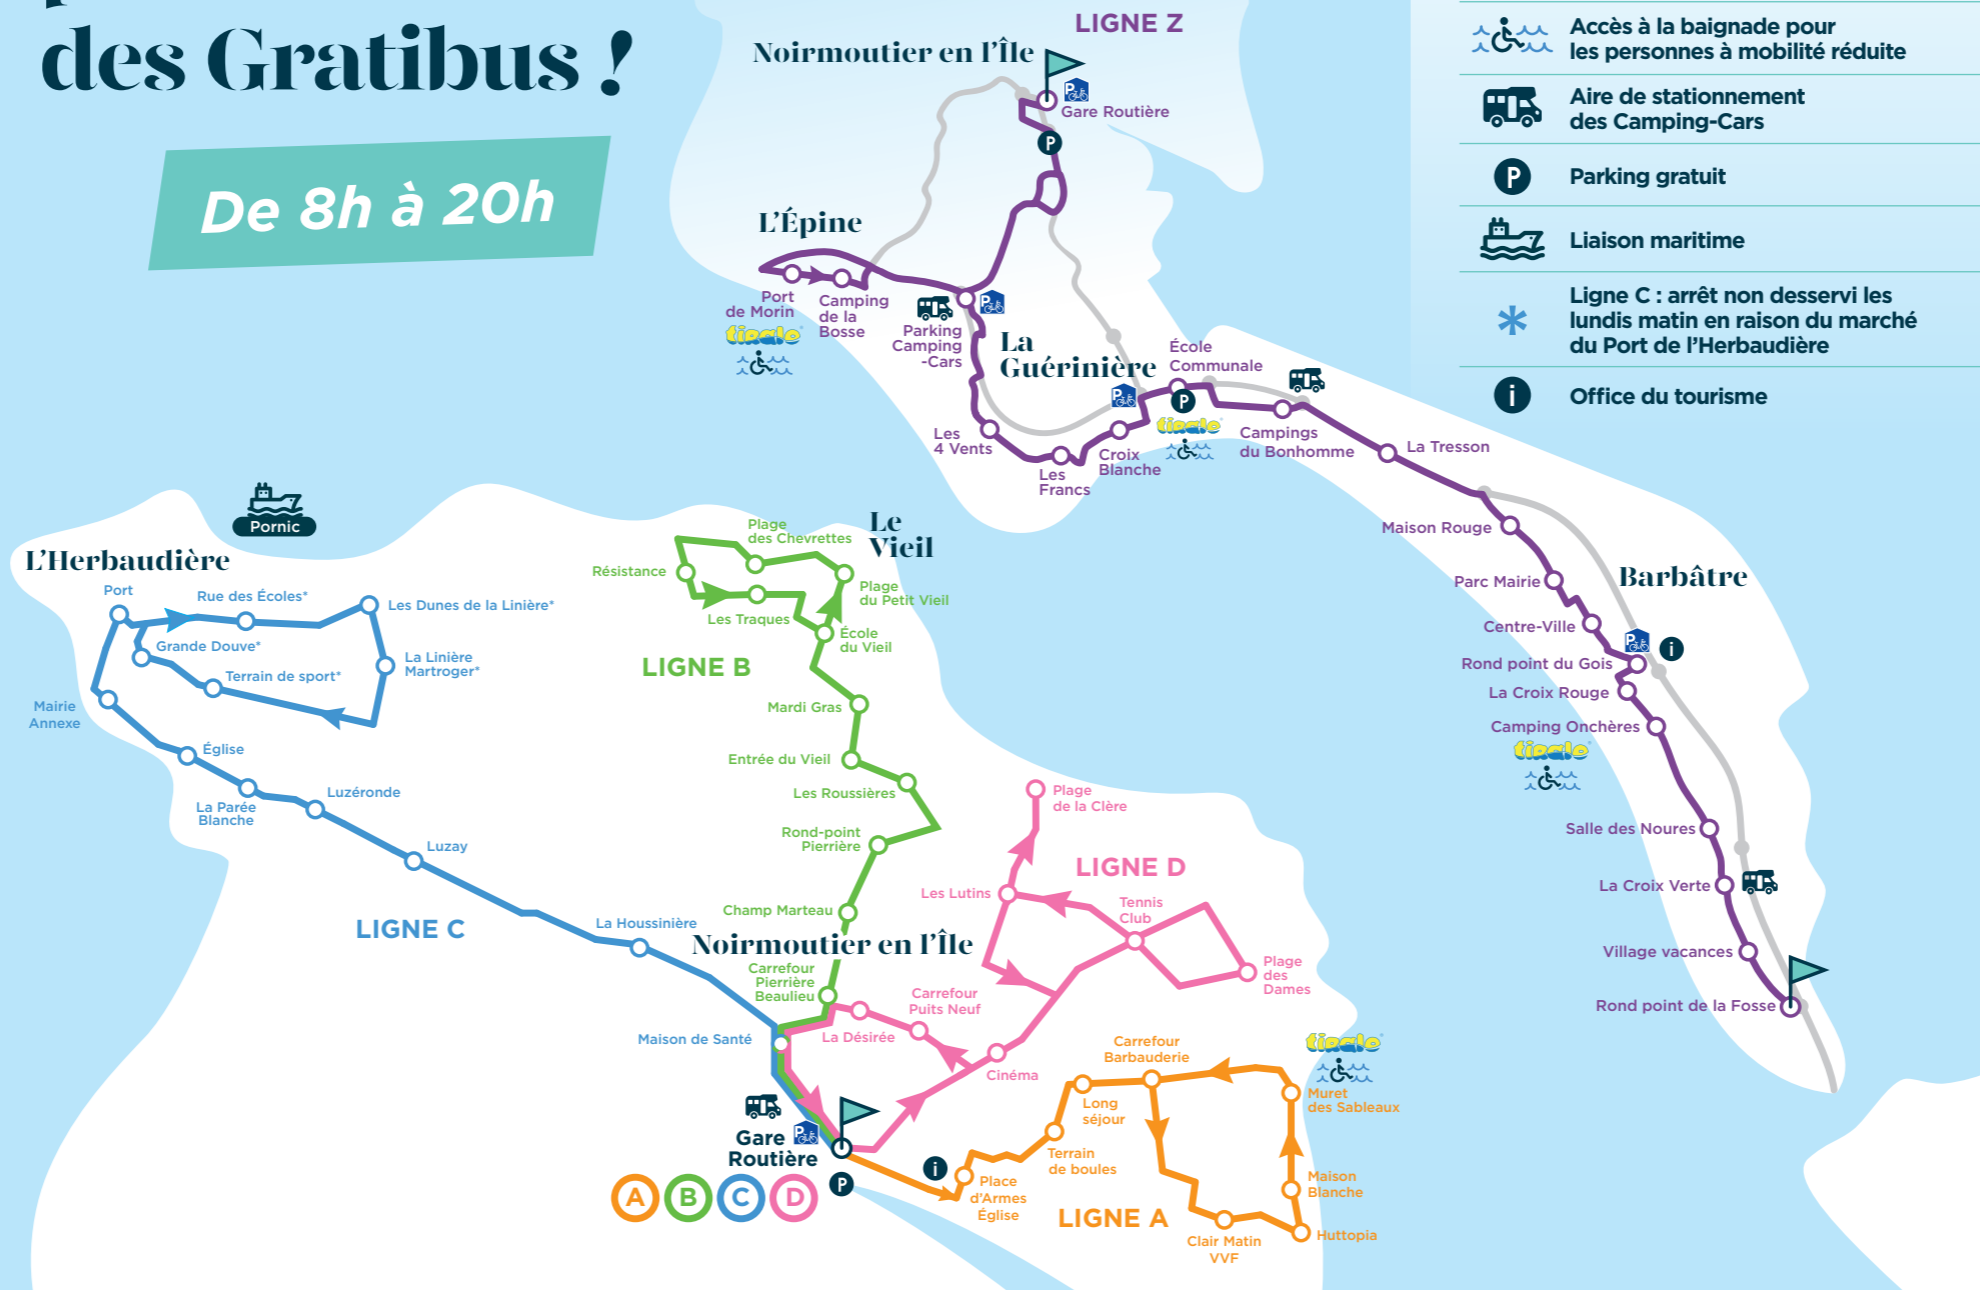 des Gratibus !
De 8h à 20h
LIGNE Z
Noirmoutier en l'Île
P
Gare Routière
P
L'Épine
Port
de Morin
tiralo
Camping
de la
Bosse
Parking
Camping
-Cars
P
La
Guérinière
Les
4 Vents
Les
Francs
Croix
Blanche
P
École
Communale
P
tiralo
Campings
du Bonhomme
La Tresson
Maison Rouge
Parc Mairie
Barbâtre
Centre-Ville
P
i
Rond point du Gois
La Croix Rouge
Camping Onchères
tiralo
Salle des Noures
La Croix Verte
Village vacances
Rond point de la Fosse
Accès à la baignade pour
les personnes à mobilité réduite
Aire de stationnement
des Camping-Cars
P
Parking gratuit
Liaison maritime
*
Ligne C : arrêt non desservi les
lundis matin en raison du marché
du Port de l'Herbaudière
i
Office du tourisme
Pornic
L'Herbaudière
Port
Rue des Écoles*
Les Dunes de la Linière*
Grande Douve*
La Linière
Martroger*
Terrain de sport*
Mairie
Annexe
Église
La Parée
Blanche
Luzéronde
Luzay
LIGNE C
La Houssinière
Maison de Santé
Le
Vieil
Plage
des Chevrettes
Résistance
Plage
du Petit Vieil
Les Traques
École
du Vieil
LIGNE B
Mardi Gras
Entrée du Vieil
Les Roussières
Rond-point
Pierrière
Champ Marteau
Noirmoutier en l'Île
Carrefour
Pierrière
Beaulieu
Plage
de la Clère
LIGNE D
Les Lutins
Tennis
Club
Plage
des
Dames
Carrefour
Puits Neuf
La Désirée
Cinéma
P
Gare
Routière
A
B
C
D
P
i
Place
d'Armes
Église
Terrain
de boules
Long
séjour
Carrefour
Barbauderie
tiralo
Muret
des Sableaux
Maison
Blanche
Huttopia
Clair Matin
VVF
LIGNE A